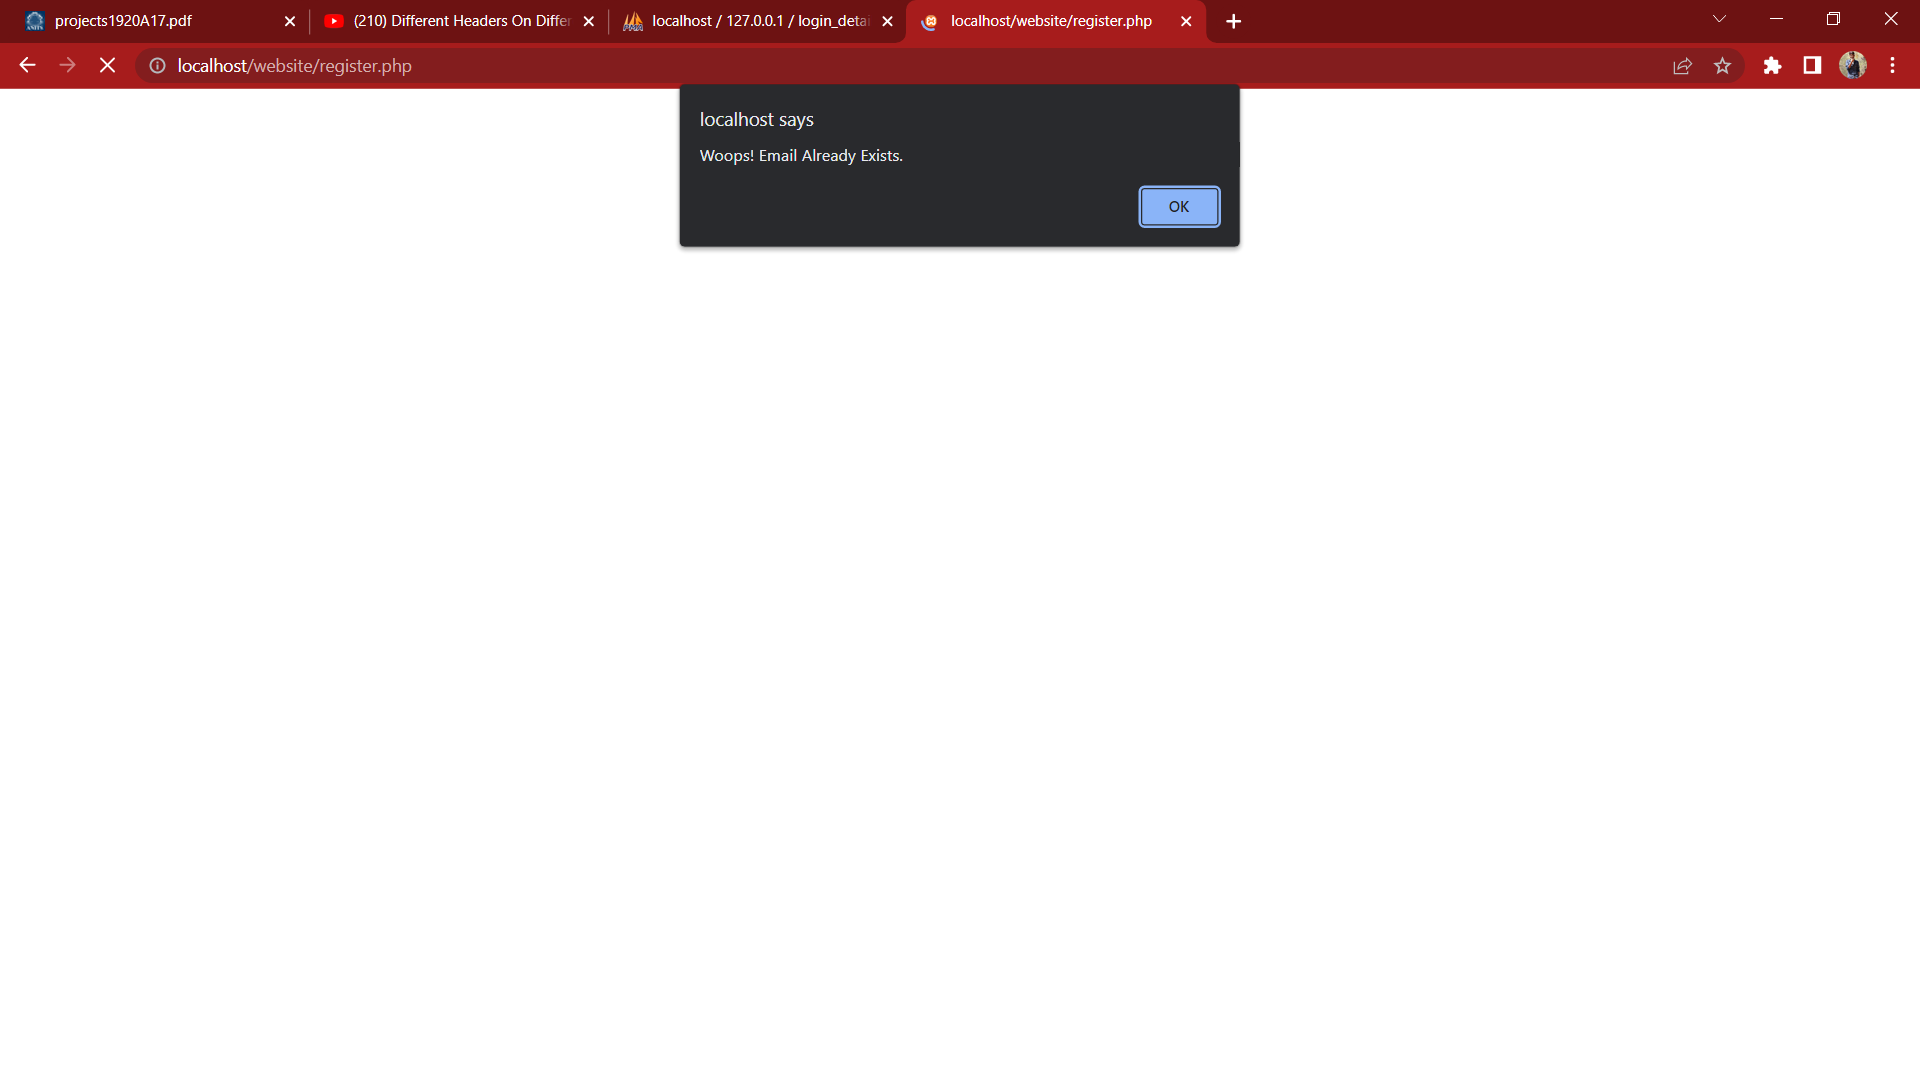 projects1920A17.pdf
(210) Different Headers On Differ
localhost / 127.0.0.1 / login_detai
localhost/website/register.php
localhost/website/register.php
localhost says
Woops! Email Already Exists.
OK